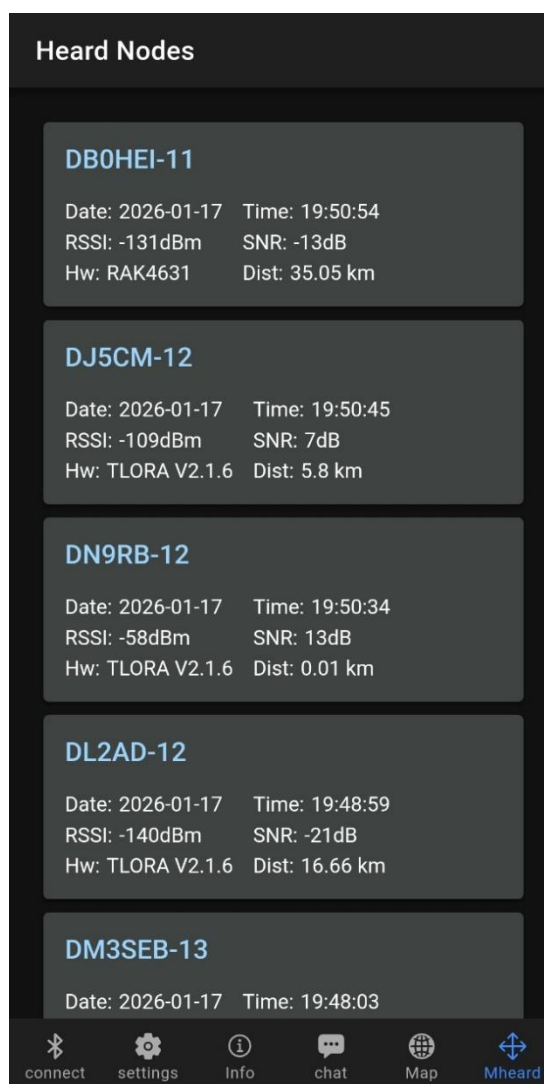 Heard Nodes
DB0HEI-11
Date: 2026-01-17 Time: 19:50:54
RSSI: -131dBm SNR: -13dB
Hw: RAK4631 Dist: 35.05 km
DJ5CM-12
Date: 2026-01-17 Time: 19:50:45
RSSI: -109dBm SNR: 7dB
Hw: TLORA V2.1.6 Dist: 5.8 km
DN9RB-12
Date: 2026-01-17 Time: 19:50:34
RSSI: -58dBm SNR: 13dB
Hw: TLORA V2.1.6 Dist: 0.01 km
DL2AD-12
Date: 2026-01-17 Time: 19:48:59
RSSI: -140dBm SNR: -21dB
Hw: TLORA V2.1.6 Dist: 16.66 km
DM3SEB-13
Date: 2026-01-17 Time: 19:48:03
connect settings Info chat Map Mheard